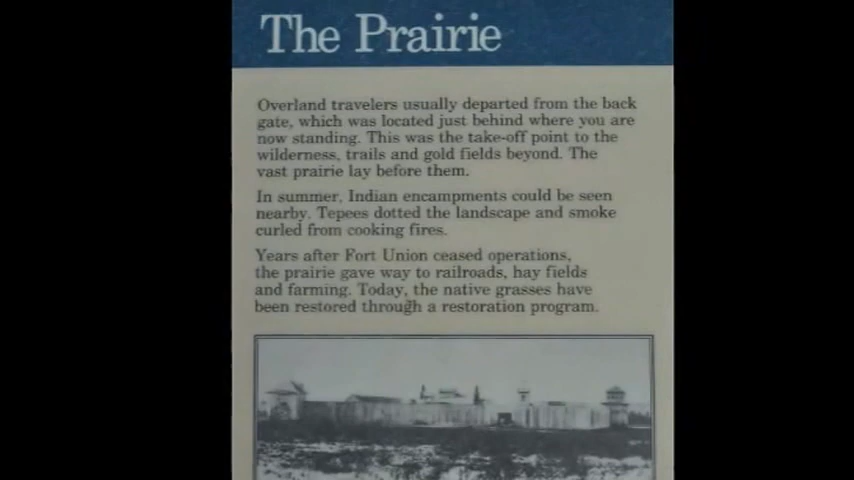 The Prairie
Overland travelers usually departed from the back
gate, which was located just behind where you are
now standing. This was the take-off point to the
wilderness, trails and gold fields beyond. The
vast prairie lay before them.
In summer, Indian encampments could be seen
nearby. Tepees dotted the landscape and smoke
curled from cooking fires.
Years after Fort Union ceased operations,
the prairie gave way to railroads, hay fields
and farming. Today, the native grasses have
been restored through a restoration program.